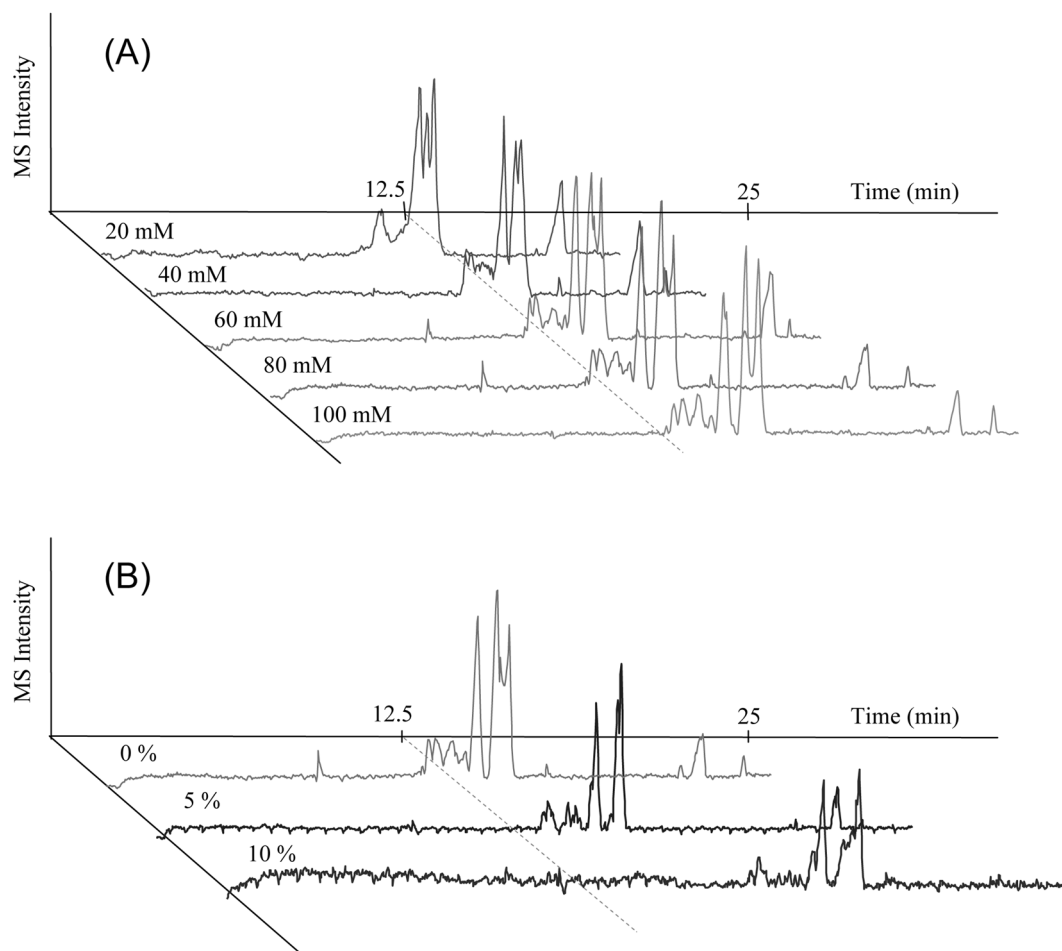 (A)
MS Intensity
12.5
25
Time (min)
20 mM
40 mM
60 mM
80 mM
100 mM
(B)
MS Intensity
12.5
25
Time (min)
0 %
5 %
10 %